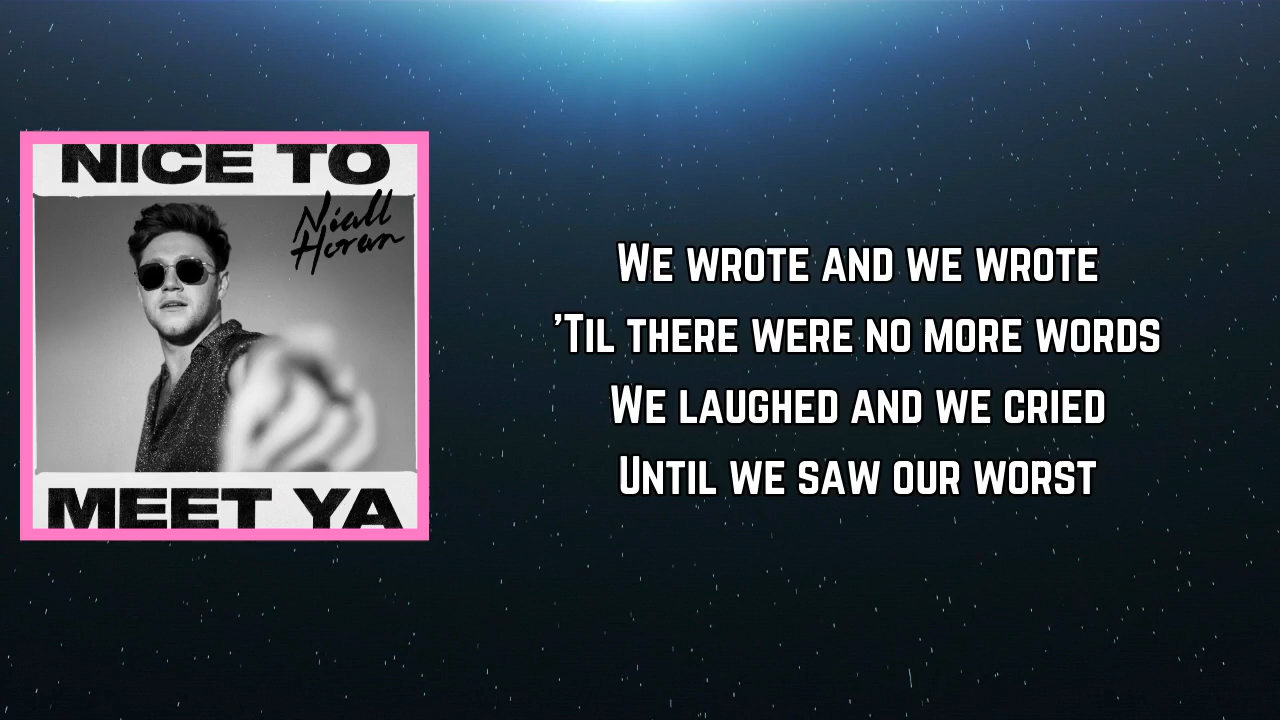 NICE TO
Niall
Horan
MEET YA
We wrote and we wrote
'Til there were no more words
We laughed and we cried
Until we saw our worst